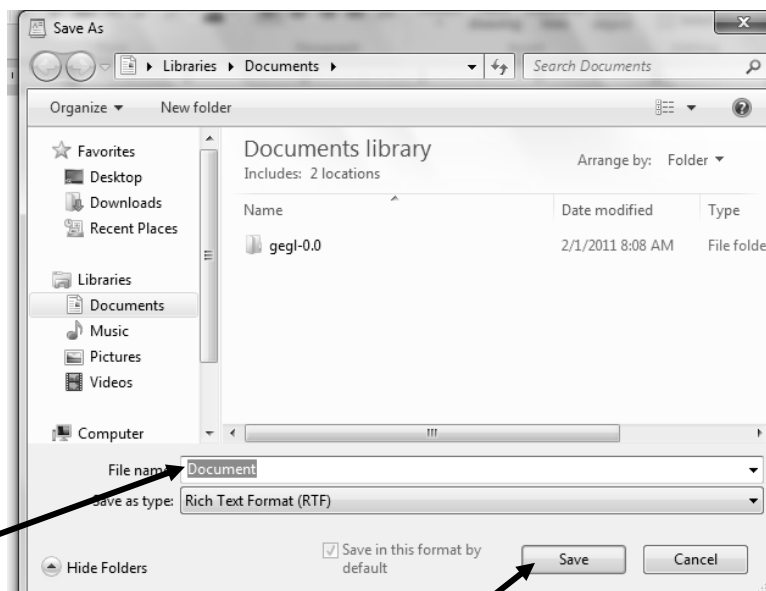 Save As
Libraries Documents
Search Documents
Organize New folder
Favorites
Desktop
Downloads
Recent Places
Libraries
Documents
Music
Pictures
Videos
Computer
Documents library
Includes: 2 locations
Arrange by: Folder
Name Date modified Type
gegl-0.0 2/1/2011 8:08 AM File folde
File name: Document
Save as type: Rich Text Format (RTF)
Hide Folders
Save in this format by
default
Save Cancel